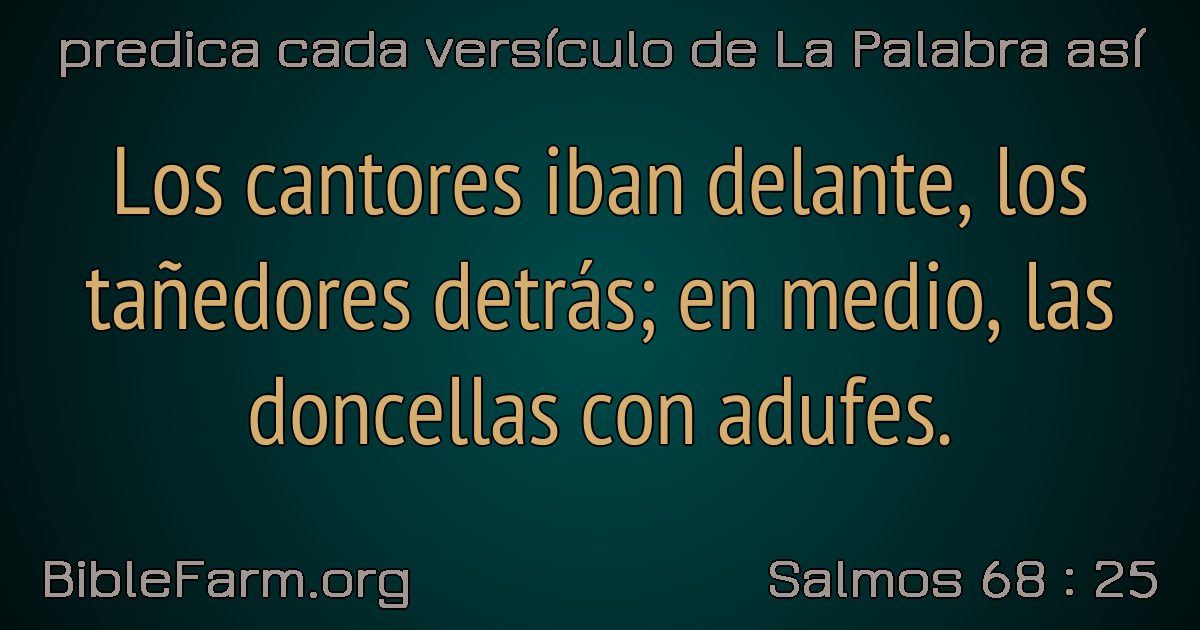 predica cada versículo de La Palabra así
Los cantores iban delante, los
tañedores detrás; en medio, las
doncellas con adufes.
BibleFarm.org
Salmos 68 : 25